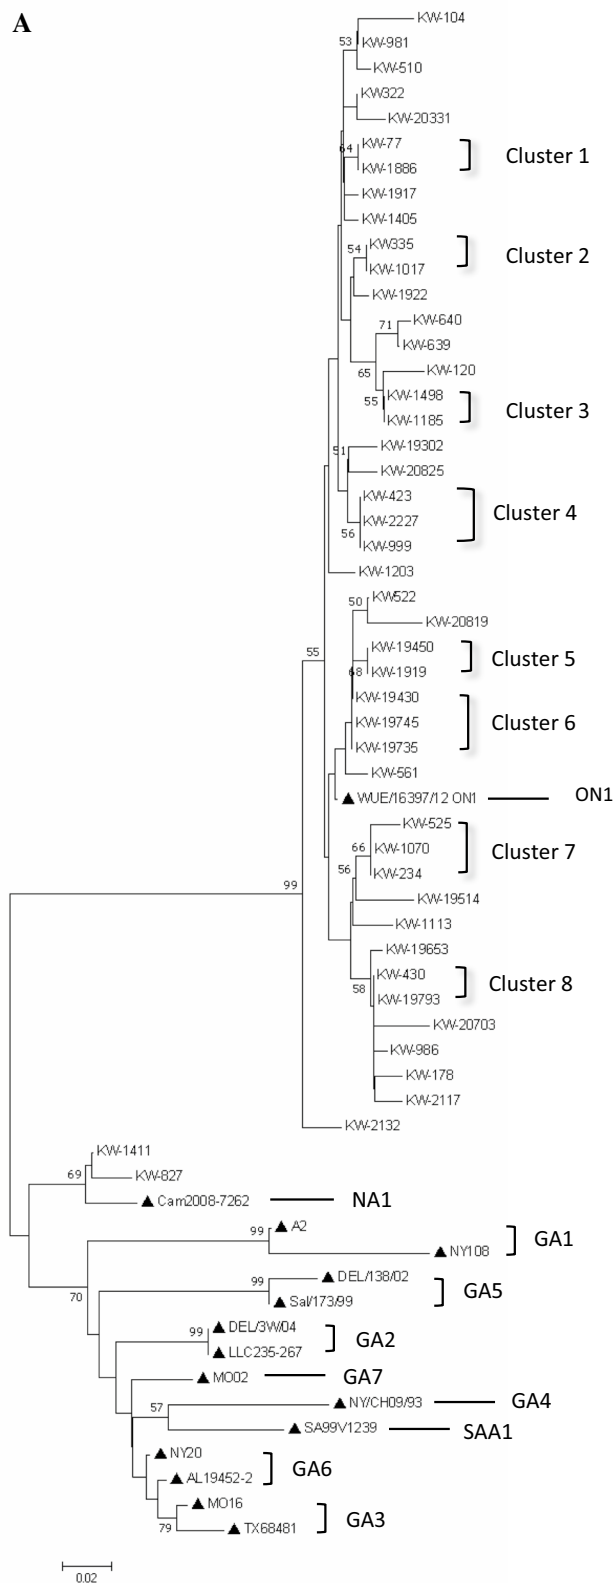 A
KW-104
53
KW-981
KW-510
KW322
KW-20331
KW-77
64
Cluster 1
KW-1886
KW-1917
KW-1405
KW335
54
Cluster 2
KW-1017
KW-1922
KW-640
71
KW-639
65
KW-120
KW-1498
55
Cluster 3
KW-1185
KW-19302
51
KW-20825
KW-423
Cluster 4
KW-2227
56
KW-999
KW-1203
KW522
50
KW-20819
55
KW-19450
Cluster 5
68
KW-1919
KW-19430
Cluster 6
KW-19745
KW-19735
KW-561
WUE/16397/12 ON1
ON1
KW-525
66
KW-1070
Cluster 7
56
KW-234
99
KW-19514
KW-1113
KW-19653
KW-430
Cluster 8
58
KW-19793
KW-20703
KW-986
KW-178
KW-2117
KW-2132
KW-1411
69
KW-827
Cam2008-7262
NA1
99
A2
GA1
NY108
70
99
DEL/138/02
GA5
Sal/173/99
99
DEL/3W/04
GA2
LLC235-267
MO02
GA7
57
NY/CH09/93
GA4
SA99V1239
SAA1
NY20
GA6
AL19452-2
MO16
GA3
79
TX68481
0.02